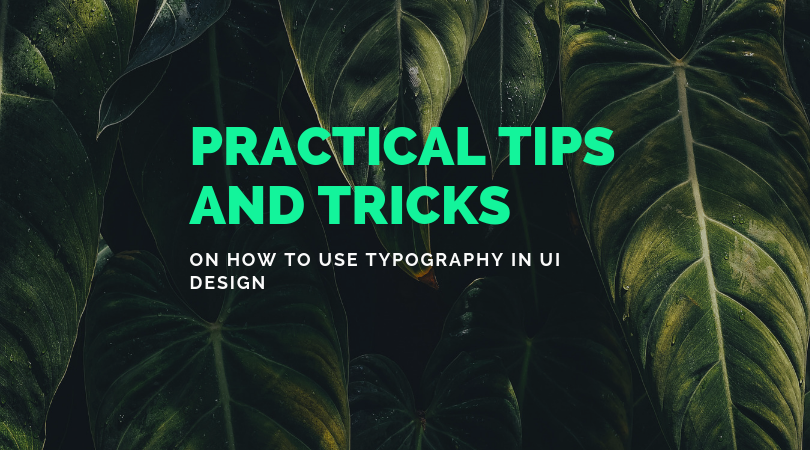 PRACTICAL TIPS
AND TRICKS
ON HOW TO USE TYPOGRAPHY IN UI
DESIGN